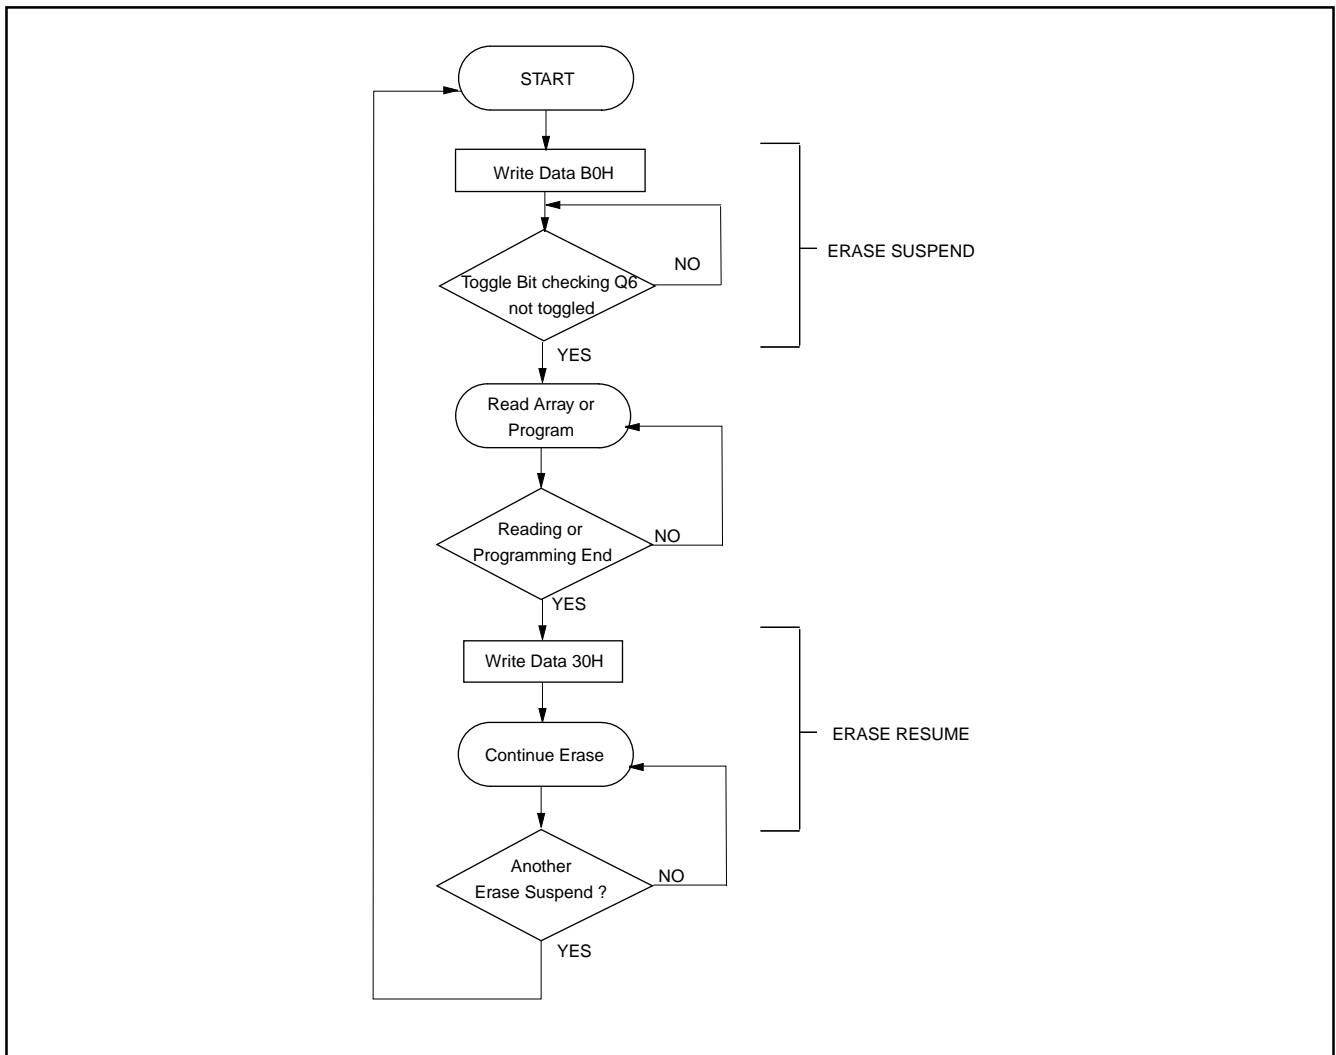 START
Write Data B0H
ERASE SUSPEND
NO
Toggle Bit checking Q6
not toggled
YES
Read Array or
Program
Reading or
NO
Programming End
YES
Write Data 30H
ERASE RESUME
Continue Erase
Another
NO
Erase Suspend ?
YES